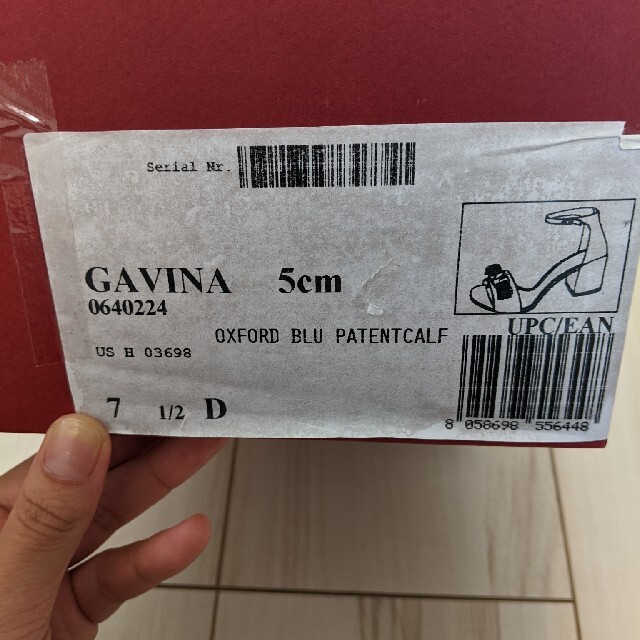 Serial Nr.
GAVINA 5cm
0640224
OXFORD BLU PATENTCALF
UPC/EAN
US H 03698
7 1/2 D
8 058698 556448